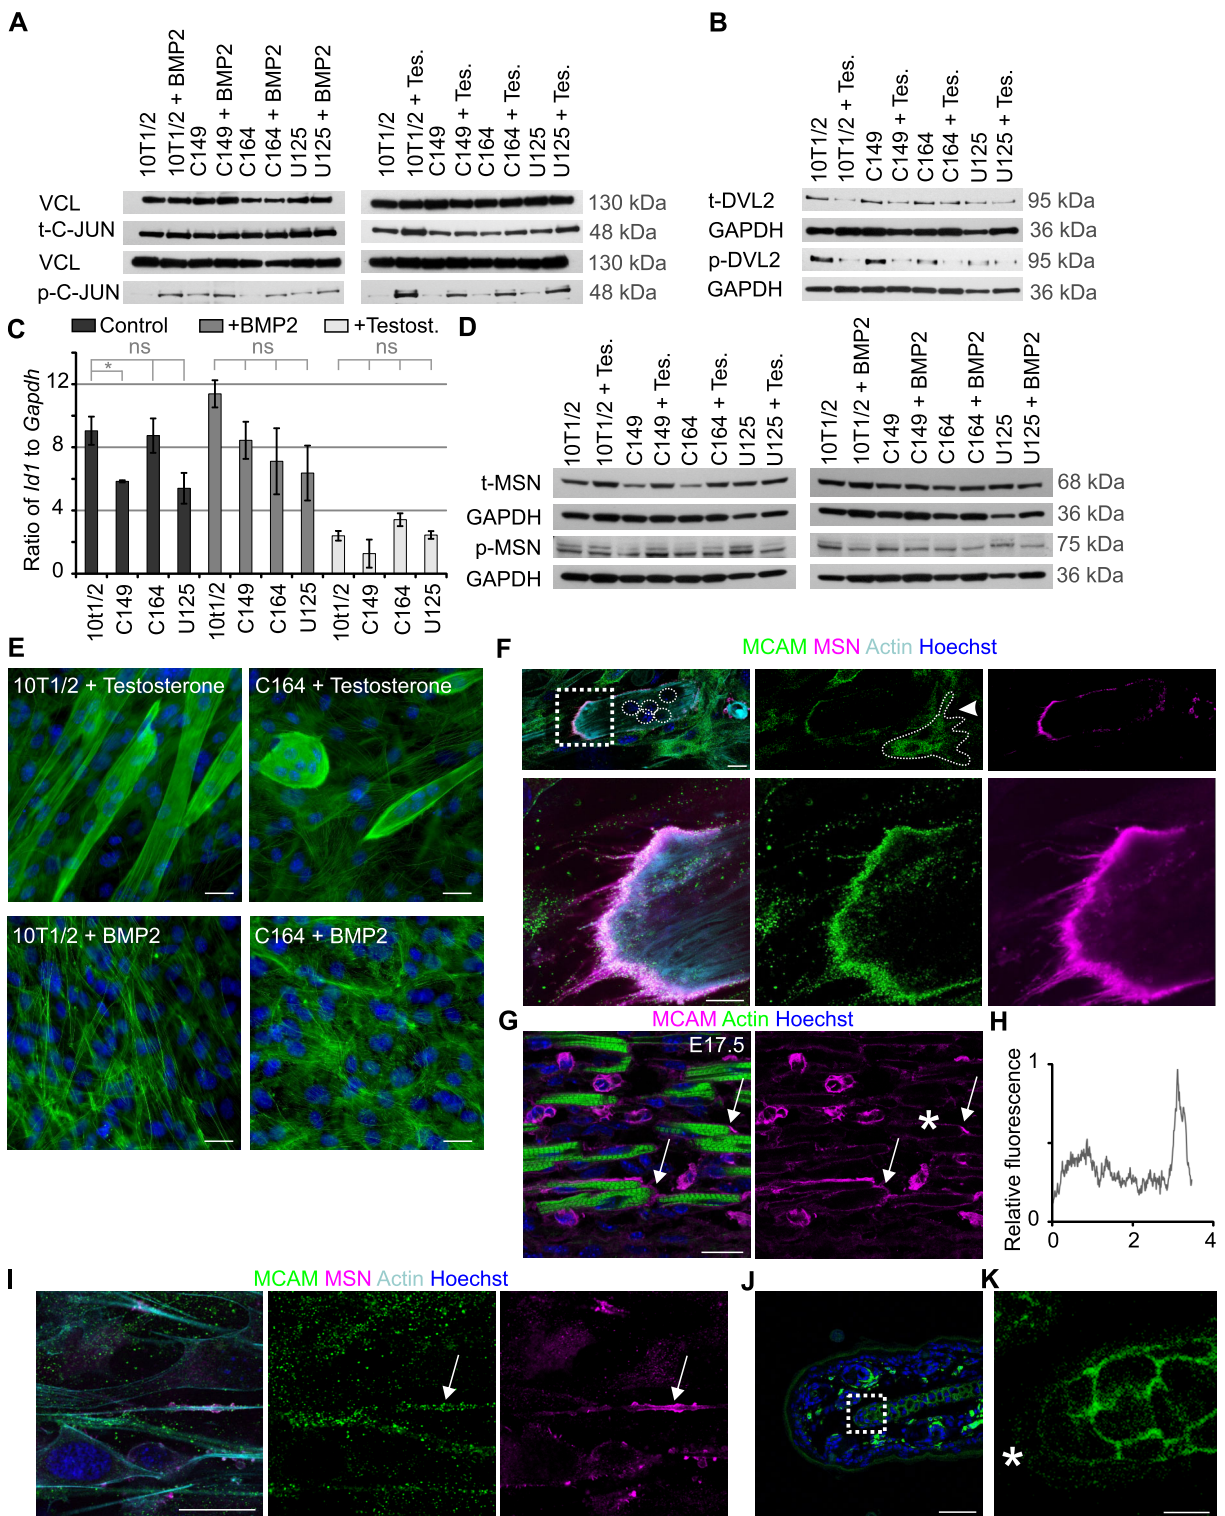 A
10T1/2
10T1/2 + BMP2
C149
C149 + BMP2
C164
C164 + BMP2
U125
U125 + BMP2
10T1/2
10T1/2 + Tes.
C149
C149 + Tes.
C164
C164 + Tes.
U125
U125 + Tes.
VCL 130 kDa
t-C-JUN 48 kDa
VCL 130 kDa
p-C-JUN 48 kDa
B
10T1/2
10T1/2 + Tes.
C149
C149 + Tes.
C164
C164 + Tes.
U125
U125 + Tes.
t-DVL2 95 kDa
GAPDH 36 kDa
p-DVL2 95 kDa
GAPDH 36 kDa
C
Control +BMP2 +Testost.
ns ns ns
*
Ratio of Id1 to Gapdh
12
8
4
0
10t1/2
C149
C164
U125
10t1/2
C149
C164
U125
10t1/2
C149
C164
U125
D
10T1/2
10T1/2 + Tes.
C149
C149 + Tes.
C164
C164 + Tes.
U125
U125 + Tes.
10T1/2
10T1/2 + BMP2
C149
C149 + BMP2
C164
C164 + BMP2
U125
U125 + BMP2
t-MSN 68 kDa
GAPDH 36 kDa
p-MSN 75 kDa
GAPDH 36 kDa
E
10T1/2 + Testosterone
C164 + Testosterone
10T1/2 + BMP2
C164 + BMP2
F
MCAM MSN Actin Hoechst
G
MCAM Actin Hoechst
E17.5
*
H
Relative fluorescence
1
0
0 2 4
I
MCAM MSN Actin Hoechst
J
K
*